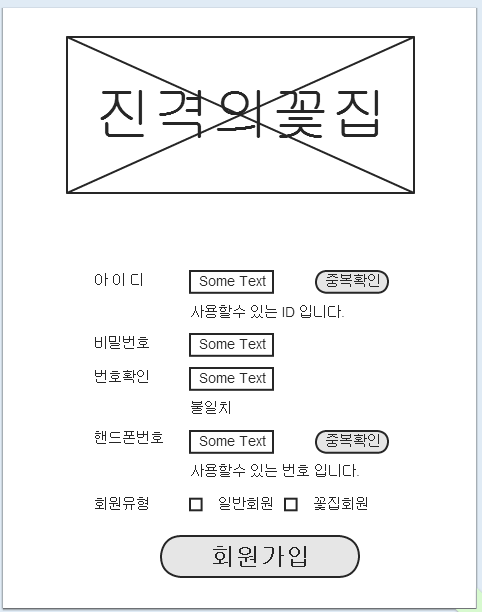 진격의꽃집
아 이 디 Some Text 중복확인
사용할수 있는 ID 입니다.
비밀번호 Some Text
번호확인 Some Text
불일치
핸드폰번호 Some Text 중복확인
사용할수 있는 번호 입니다.
회원유형 일반회원 꽃집회원
회원가입